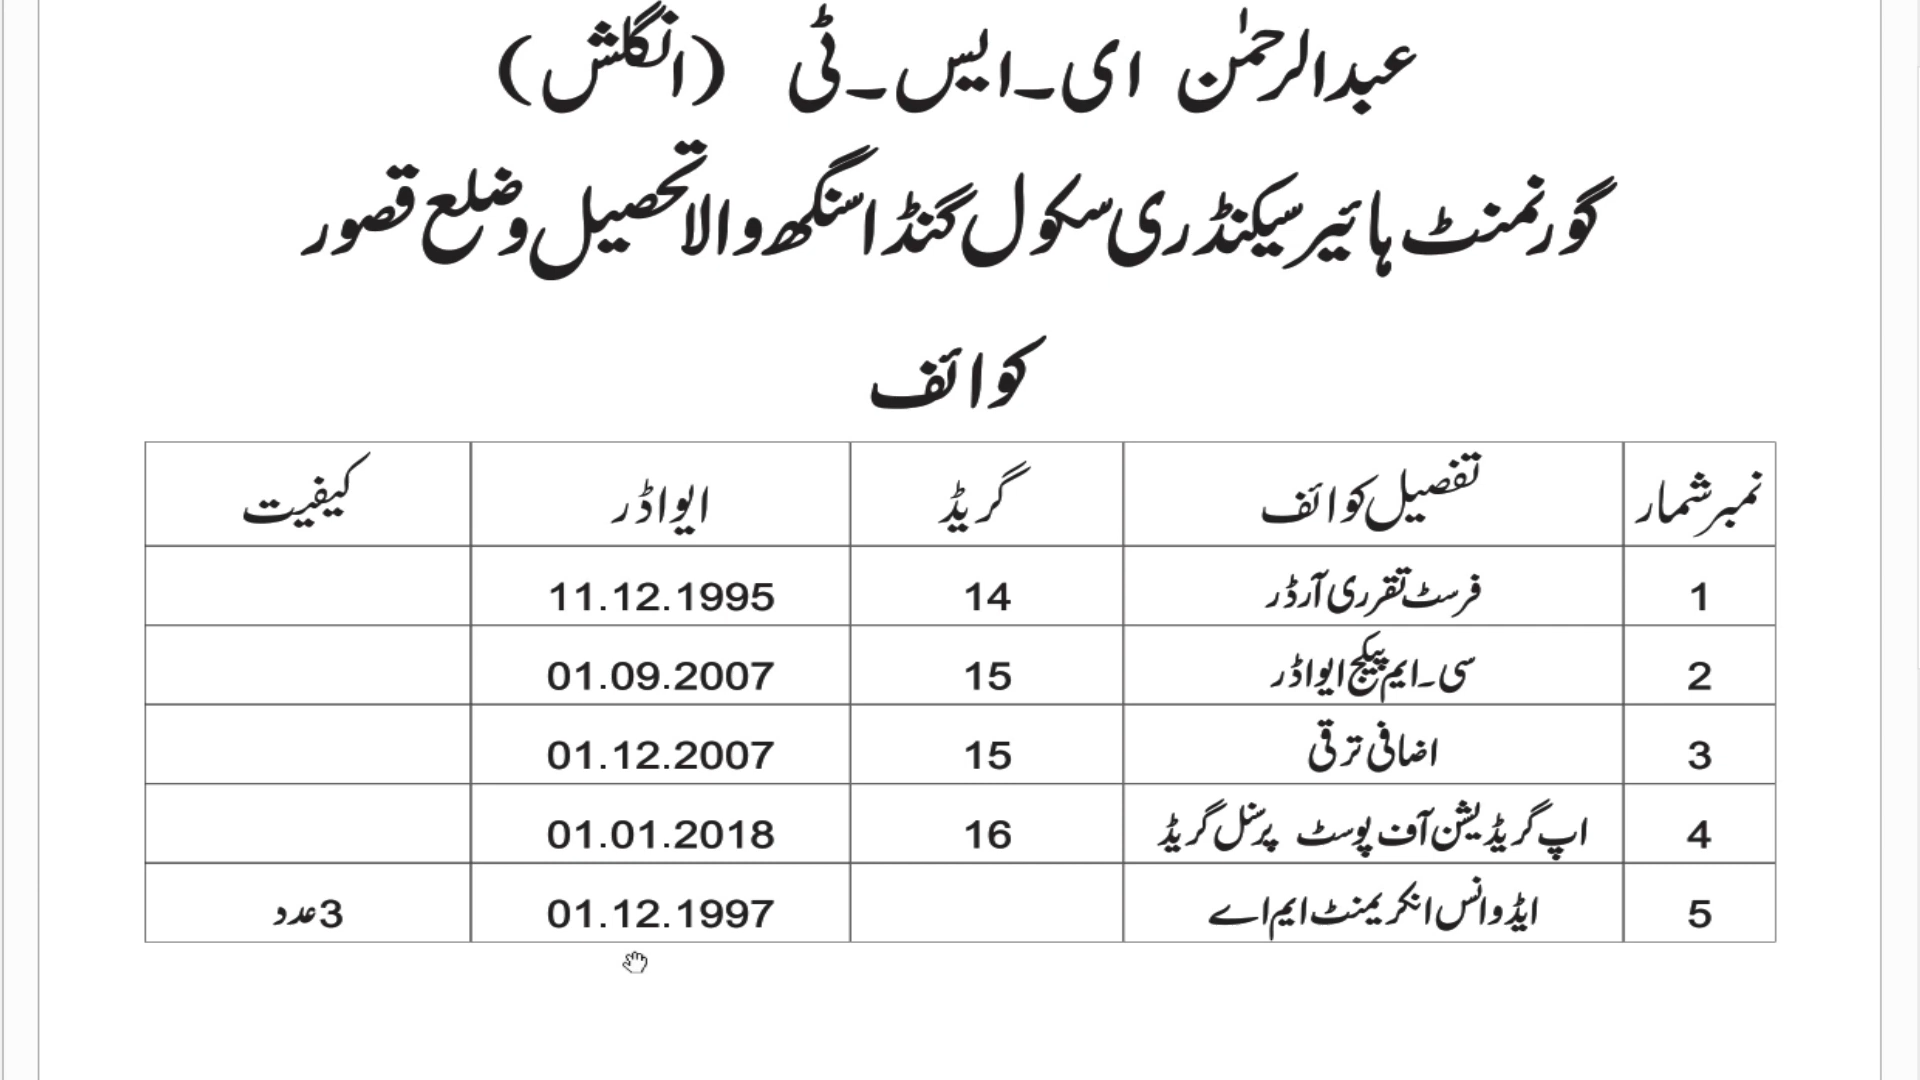 عبدالرحمٰن ای۔ایس۔ٹی (انگلش)
گورنمنٹ ہائیر سیکنڈری سکول گنڈا سنگھ والا تحصیل و ضلع قصور
کوائف
نمبر شمار تفصیل کوائف گریڈ ایواڈر کیفیت
1 فرسٹ تقرری آرڈر 14 11.12.1995
2 سی۔ایم پیکج ایواڈر 15 01.09.2007
3 اضافی ترقی 15 01.12.2007
4 اپ گریڈیشن آف پوسٹ پرسنل گریڈ 16 01.01.2018
5 ایڈوانس انکریمنٹ ایم اے 01.12.1997 3 عدد